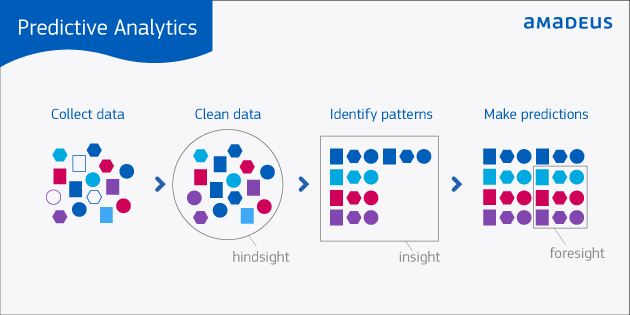 Predictive Analytics
amadeus
Collect data
Clean data
Identify patterns
Make predictions
hindsight
insight
foresight